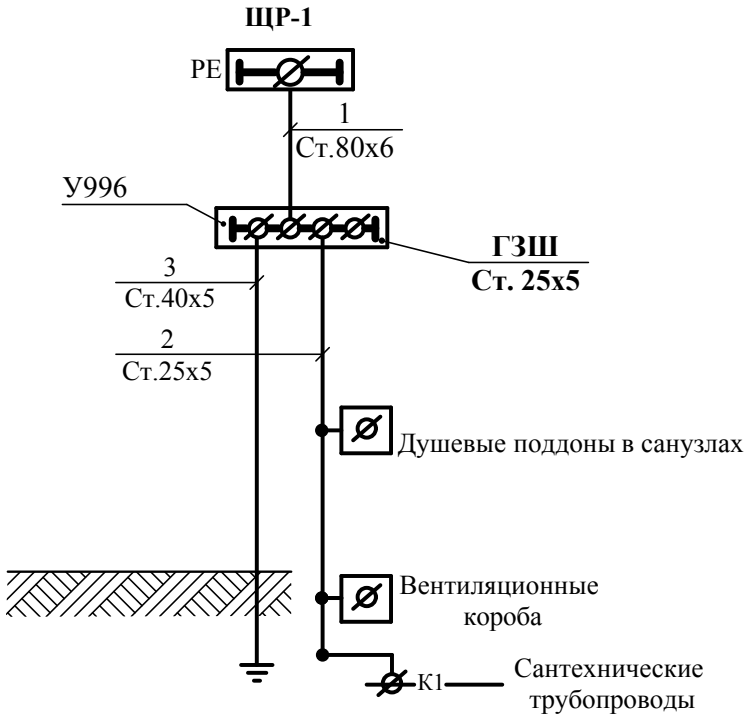 ЩР-1
PE
1
Ст.80х6
У996
ГЗШ
Ст. 25х5
3
Ст.40х5
2
Ст.25х5
Душевые поддоны в санузлах
Вентиляционные
короба
К1
Сантехнические
трубопроводы